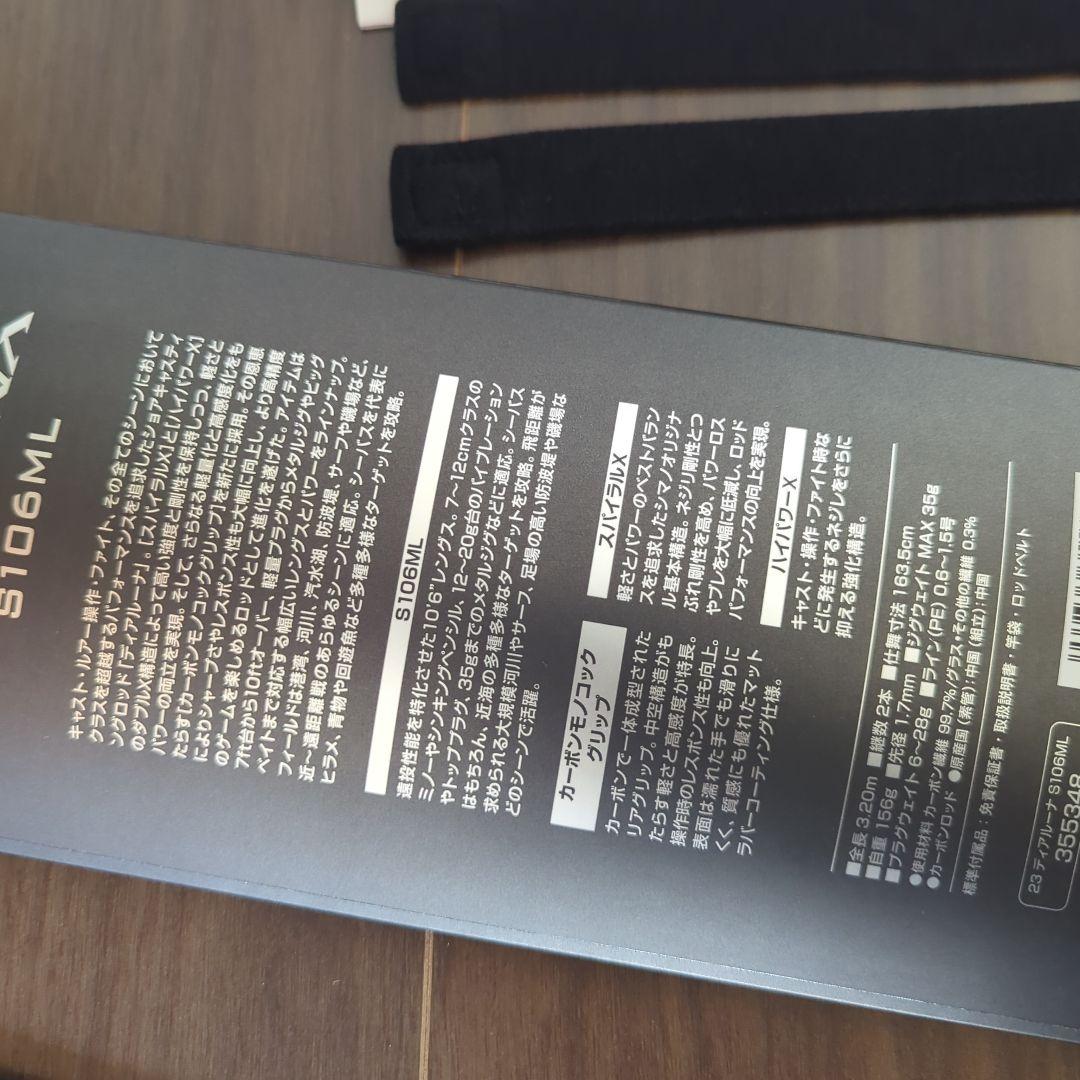 S106ML
キャスト・ルアー操作・ファイト、その全てのシーンにおいて
クラスを超越するパフォーマンスを追求したショアキャスティ
ングロッド「ディアルーナ」。[スパイラルX]と[ハイパワーX]
のダブルX構造によって高い強度と剛性を保持しつつ、軽さと
パワーの両立を実現。そして、さらなる軽量化と高感度化をも
たらす[カーボンモノコックグリップ]を新たに採用。その恩恵
によりシャープさやレスポンス性も大幅に向上し、より高精度
のゲームを楽しめるロッドとして進化を遂げた。アイテムは
7ft台から10ftオーバー、軽量プラグからメタルジグやビッグ
ベイトまで対応する幅広いレングスとパワーをラインナップ。
フィールドは港湾、河川、汽水湖、防波堤、サーフや磯場など、
近〜遠距離戦のあらゆるシーンに適応。シーバスを代表に
ヒラメ、青物や回遊魚など多種多様なターゲットを攻略。
S106ML
遠投性能を特化させた10'6"レングス。7〜12cmクラスの
ミノーやシンキングペンシル、12〜20g台のバイブレーション
やトッププラグ、35gまでのメタルジグなどに適応。シーバス
はもちろん、近海の多種多様なターゲットを攻略。飛距離が
求められる大規模河川やサーフ、足場の高い防波堤や磯場な
どのシーンで活躍。
カーボンモノコック
グリップ
カーボンで一体成型された
リアグリップ。中空構造がも
たらす軽さと高感度が特長。
操作時のレスポンス性も向上。
表面は濡れた手でも滑りに
くく、質感にも優れたマット
ラバーコーティング仕様。
スパイラルX
軽さとパワーのベストバラン
スを追求したシマノオリジナ
ル基本構造。ネジリ剛性とつ
ぶれ剛性を高め、パワーロス
やブレを大幅に低減し、ロッド
パフォーマンスの向上を実現。
ハイパワーX
キャスト・操作・ファイト時な
どに発生するネジレをさらに
抑える強化構造。
■全長 3.20m ■継数 2本 ■仕舞寸法 163.5cm
■自重 156g ■先径 1.7mm ■ジグウェイト MAX 35g
■プラグウェイト 6〜28g ■ライン(PE) 0.6〜1.5号
●使用材料 カーボン繊維 99.7%/グラス・その他の繊維 0.3%
●カーボンロッド ●原産国 (素管):中国 (組立):中国
標準付属品:免責保証書・取扱説明書・竿袋・ロッドベルト
23 ディアルーナ S106ML
355348